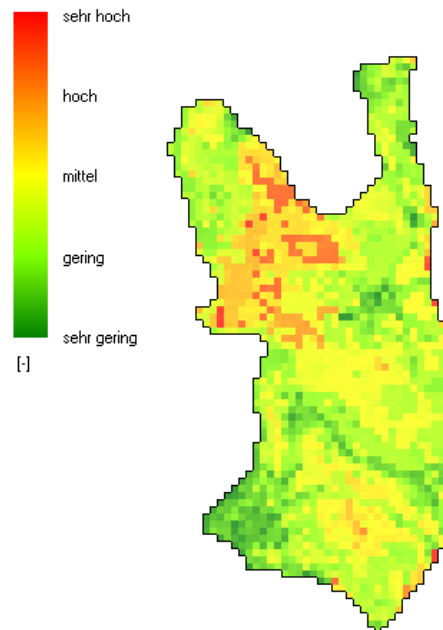 sehr hoch
hoch
mittel
gering
sehr gering
[-]